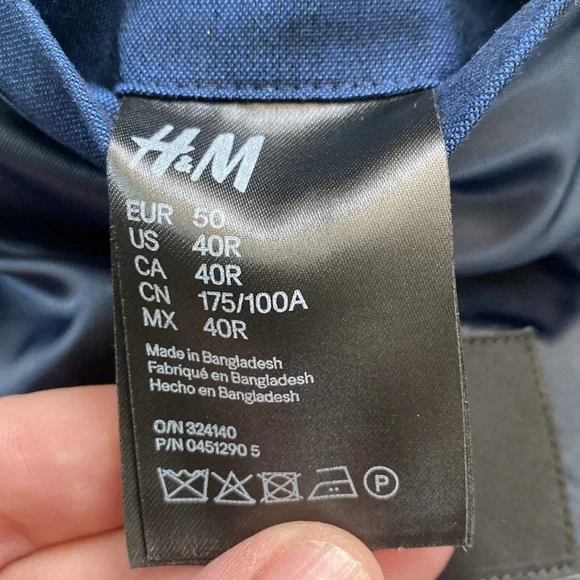 H&M
EUR 50
US 40R
CA 40R
CN 175/100A
MX 40R
Made in Bangladesh
Fabriqué en Bangladesh
Hecho en Bangladesh
O/N 324140
P/N 0451290 5
P